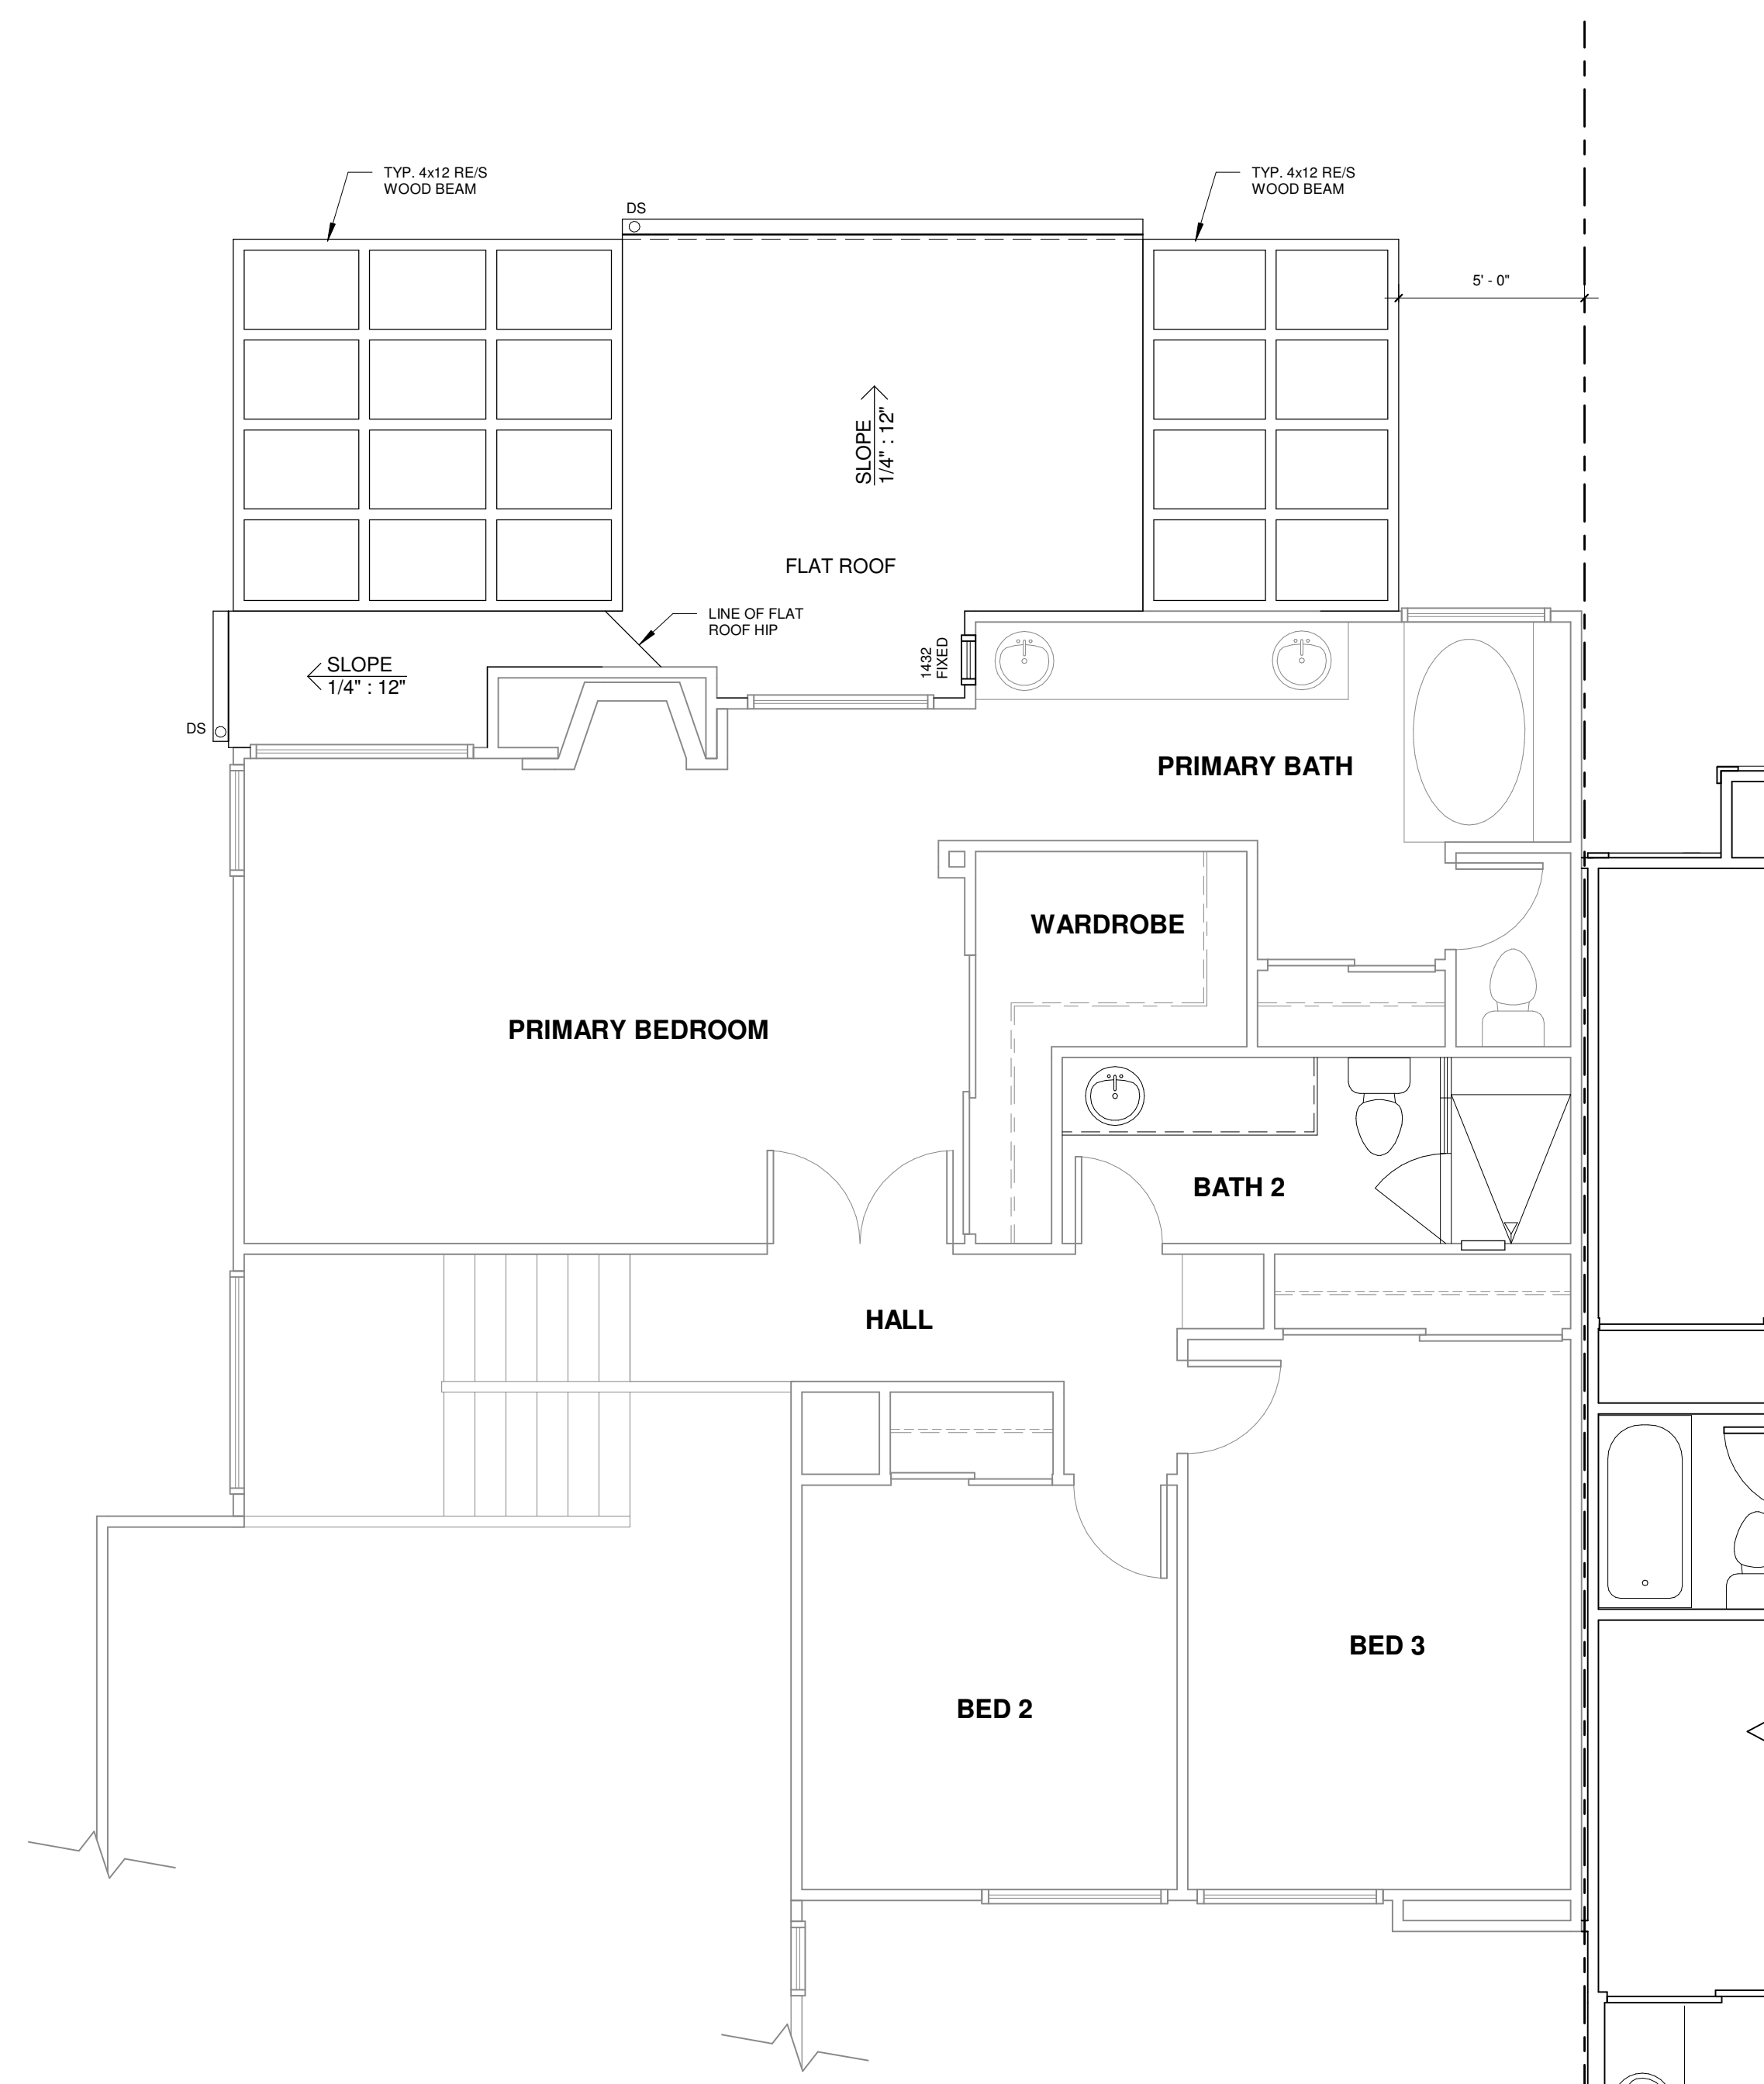 TYP. 4x12 RE/S
WOOD BEAM
TYP. 4x12 RE/S
WOOD BEAM
DS
5' - 0"
SLOPE
1/4" : 12"
FLAT ROOF
LINE OF FLAT
ROOF HIP
1432
FIXED
SLOPE
1/4" : 12"
DS
PRIMARY BATH
WARDROBE
PRIMARY BEDROOM
BATH 2
HALL
BED 3
BED 2